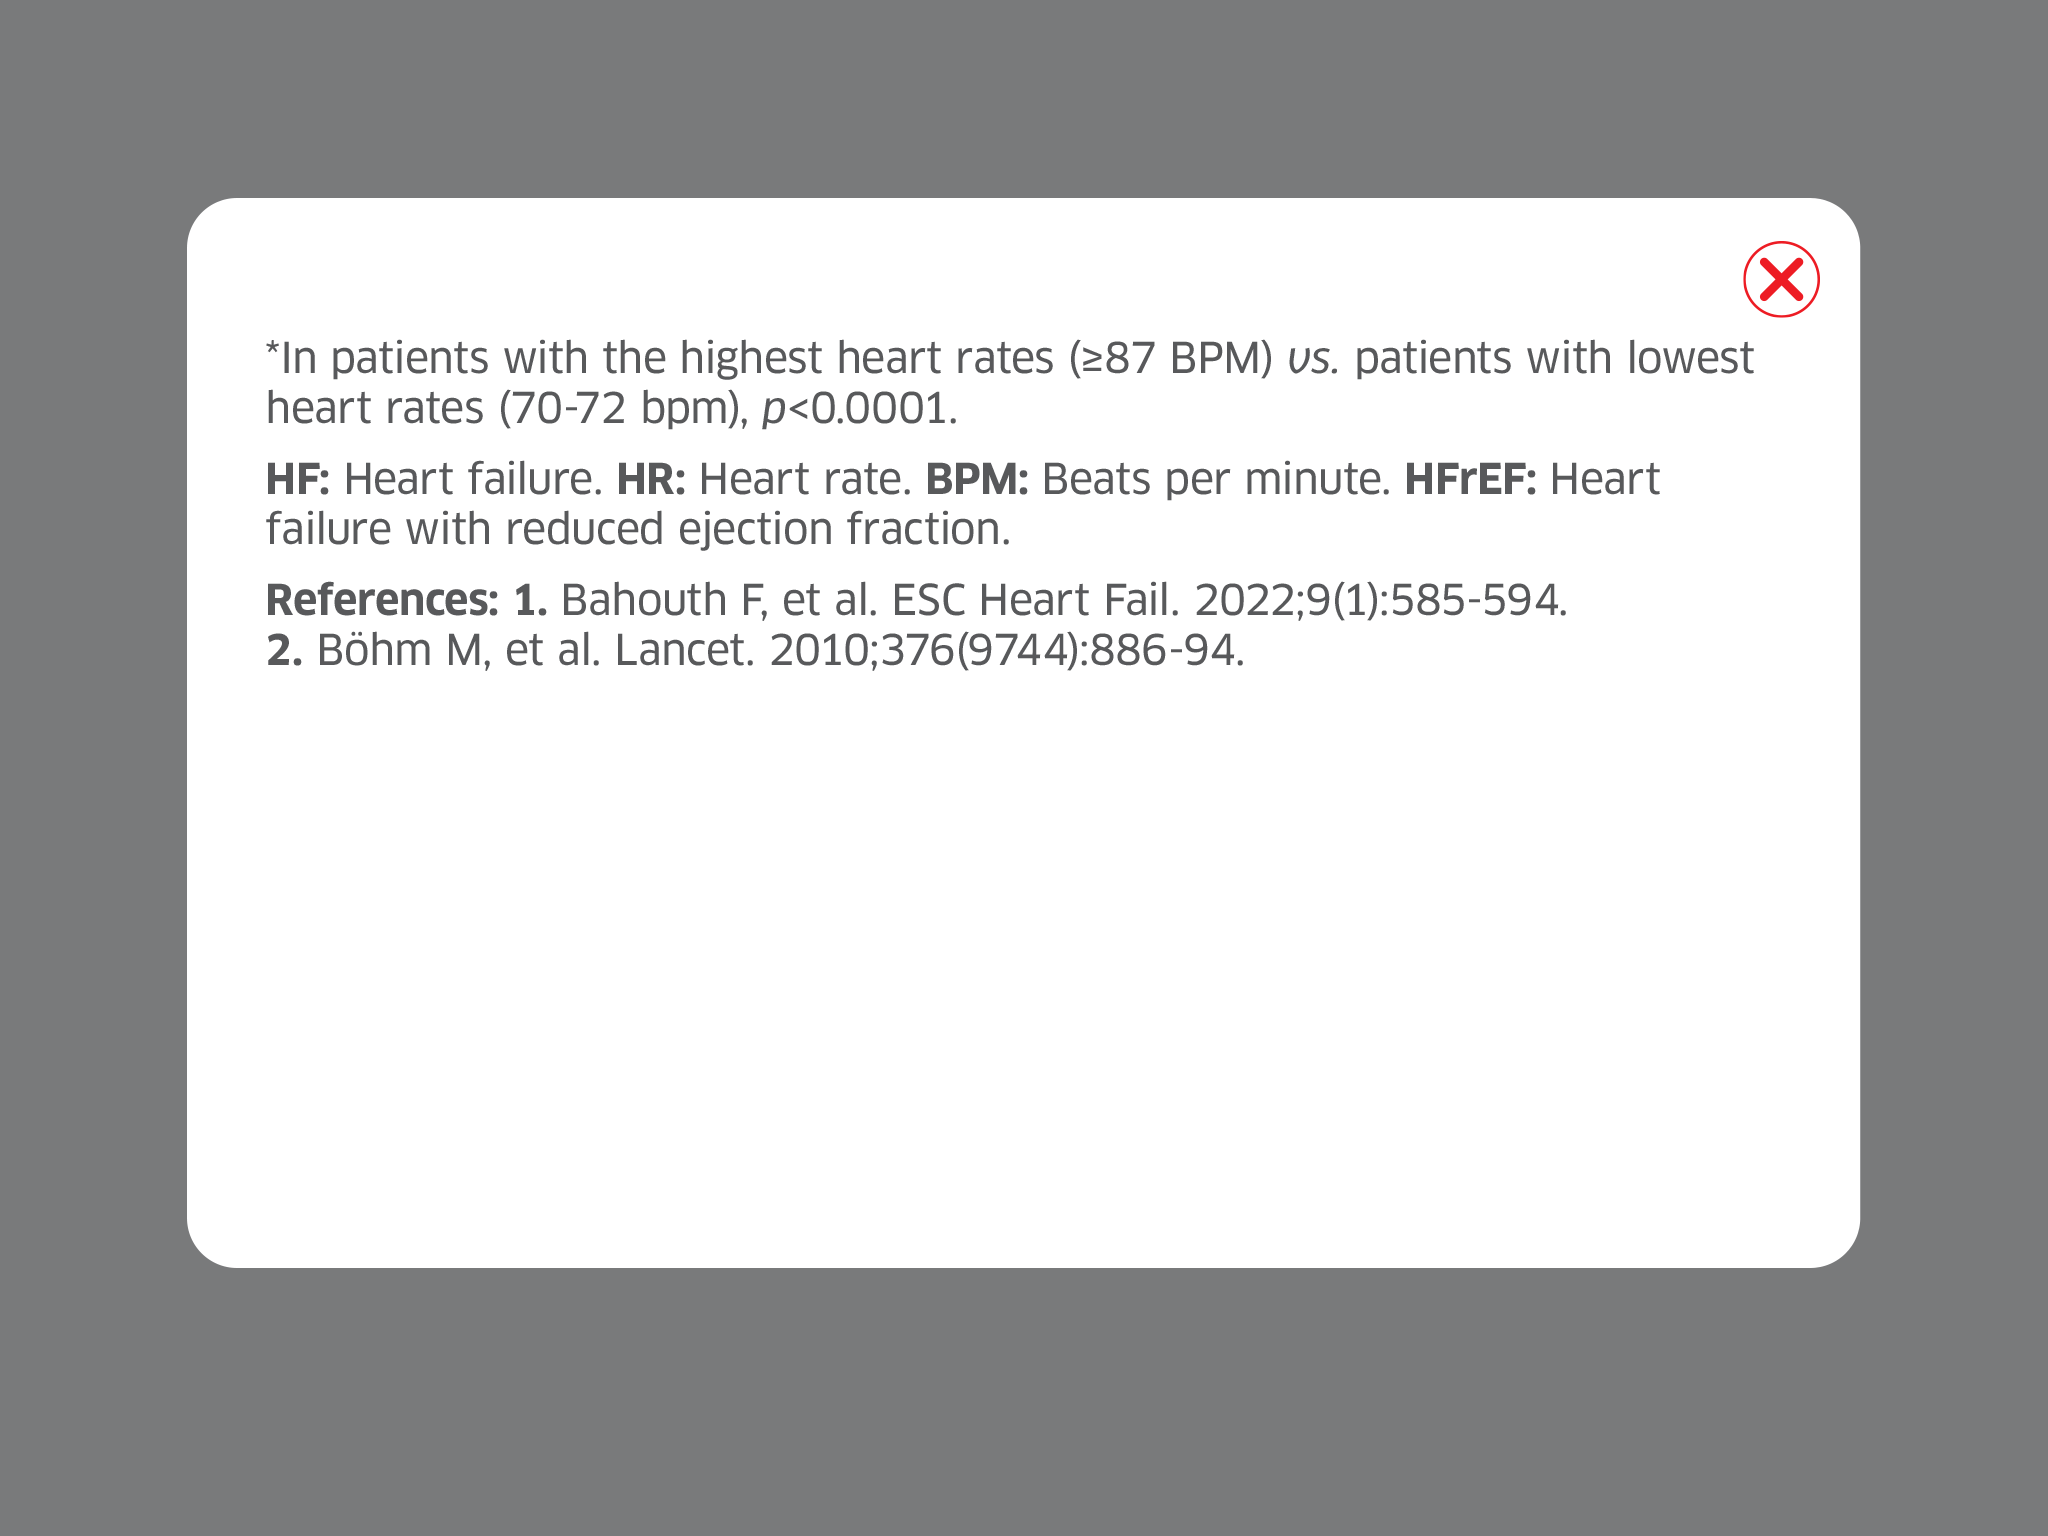 *In patients with the highest heart rates (≥87 BPM) vs. patients with lowest
heart rates (70-72 bpm), p<0.0001.
HF: Heart failure. HR: Heart rate. BPM: Beats per minute. HFrEF: Heart
failure with reduced ejection fraction.
References: 1. Bahouth F, et al. ESC Heart Fail. 2022;9(1):585-594.
2. Böhm M, et al. Lancet. 2010;376(9744):886-94.